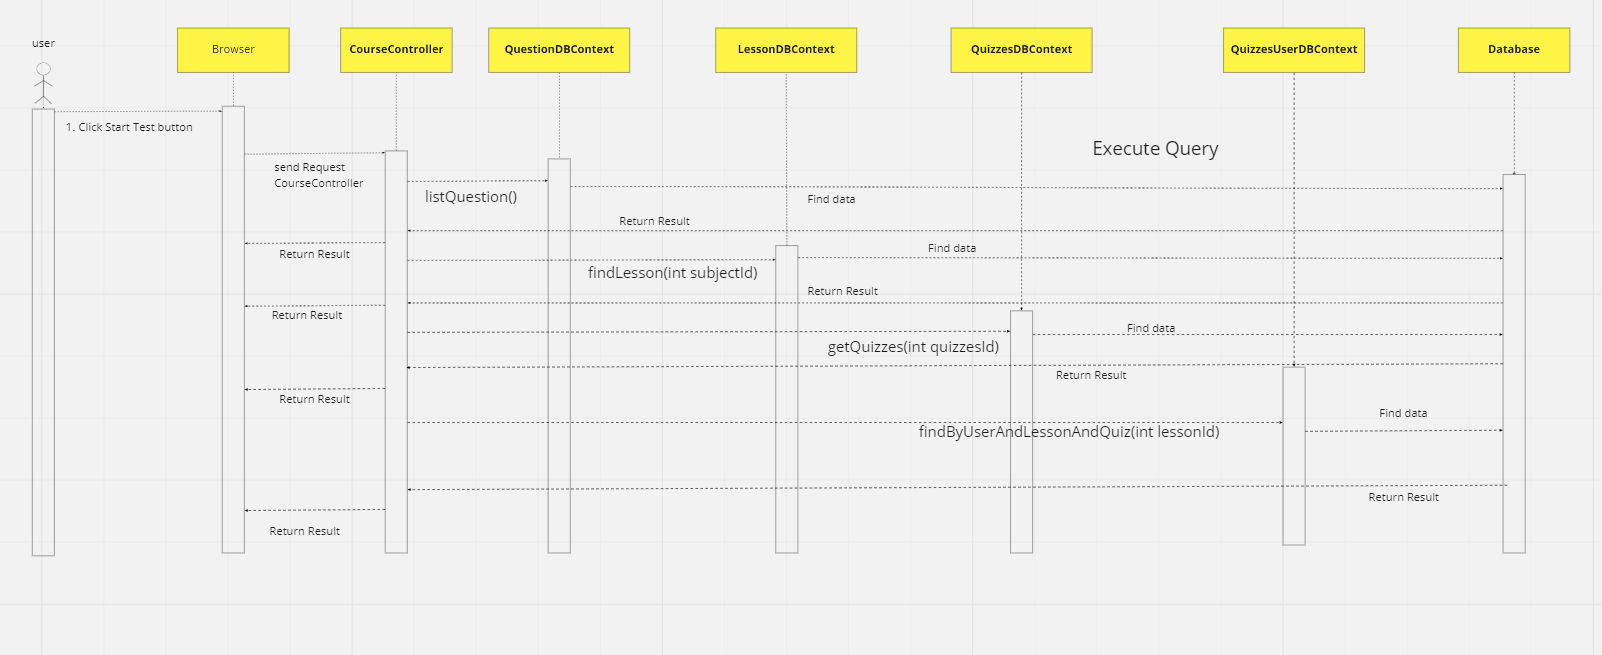 user
Browser
CourseController
QuestionDBContext
LessonDBContext
QuizzesDBContext
QuizzesUserDBContext
Database
1. Click Start Test button
Execute Query
send Request
CourseController
listQuestion()
Find data
Return Result
Return Result
Find data
findLesson(int subjectId)
Return Result
Return Result
Find data
getQuizzes(int quizzesId)
Return Result
Return Result
Find data
findByUserAndLessonAndQuiz(int lessonId)
Return Result
Return Result